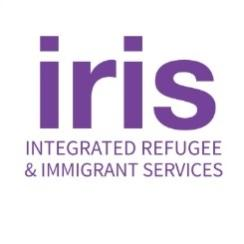 iris
INTEGRATED REFUGEE
& IMMIGRANT SERVICES